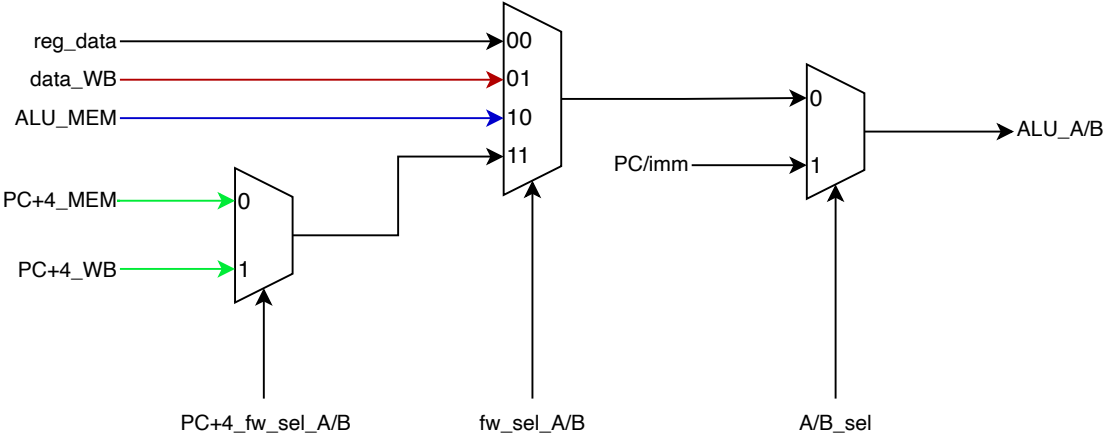 reg_data
00
data_WB
01
ALU_MEM
10
11
0
ALU_A/B
PC/imm
1
PC+4_MEM
0
PC+4_WB
1
PC+4_fw_sel_A/B
fw_sel_A/B
A/B_sel